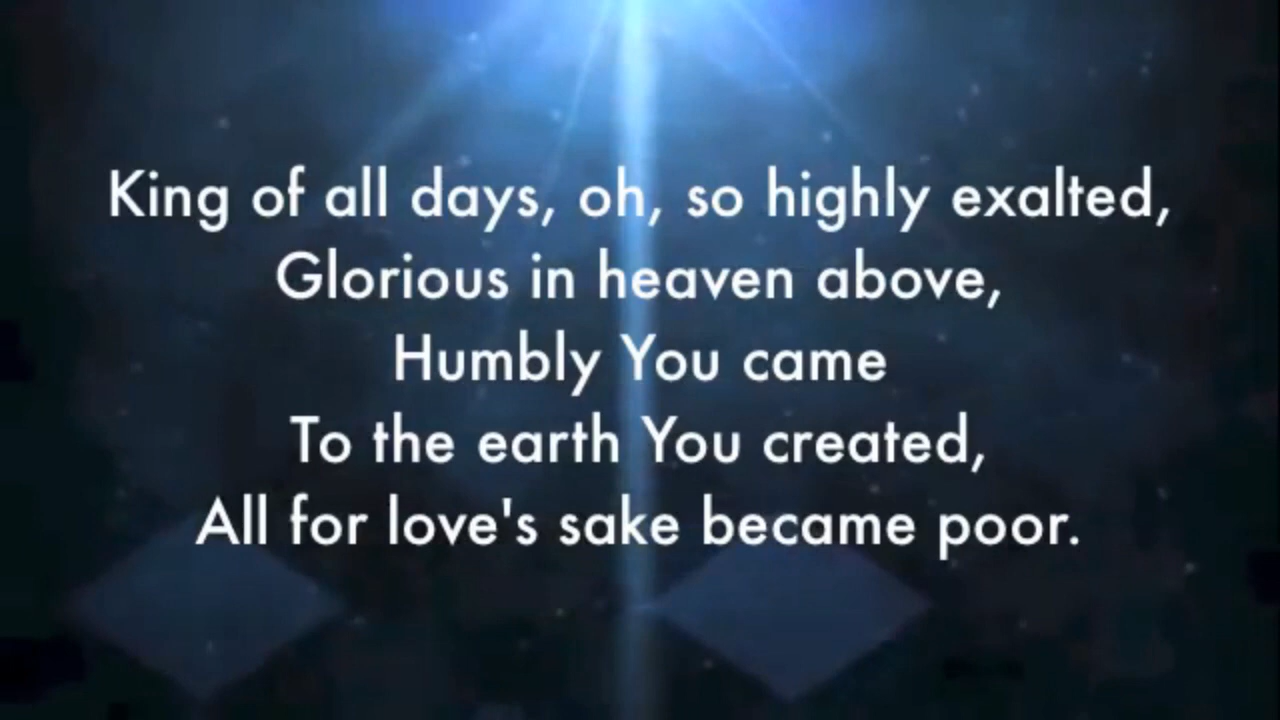 King of all days, oh, so highly exalted,
Glorious in heaven above,
Humbly You came
To the earth You created,
All for love's sake became poor.